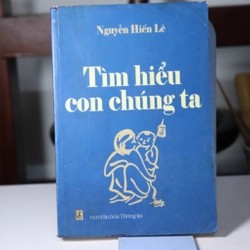 Nguyễn Hiến Lê
Tìm hiểu
con chúng ta